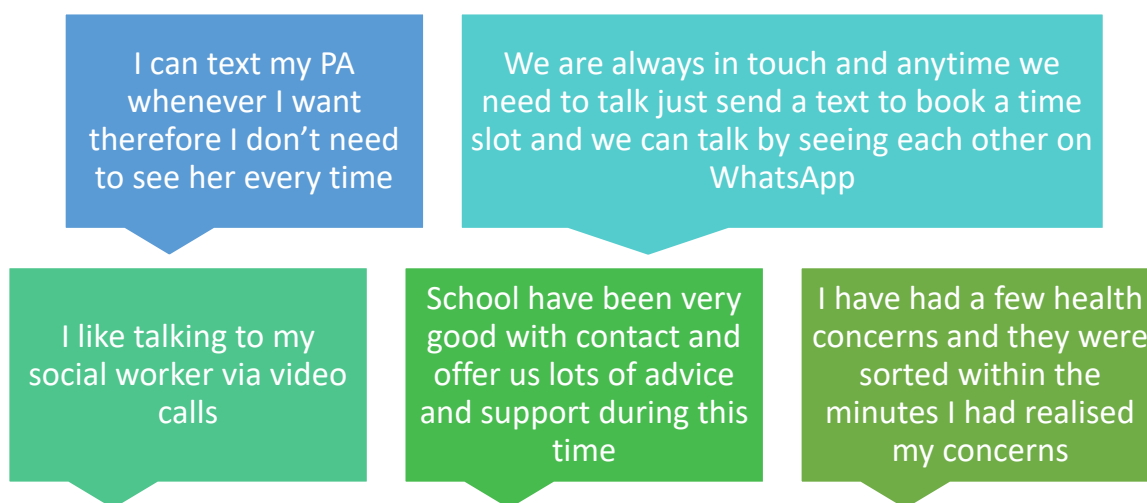 I can text my PA
whenever I want
therefore I don’t need
to see her every time
We are always in touch and anytime we
need to talk just send a text to book a time
slot and we can talk by seeing each other on
WhatsApp
I like talking to my
social worker via video
calls
School have been very
good with contact and
offer us lots of advice
and support during this
time
I have had a few health
concerns and they were
sorted within the
minutes I had realised
my concerns